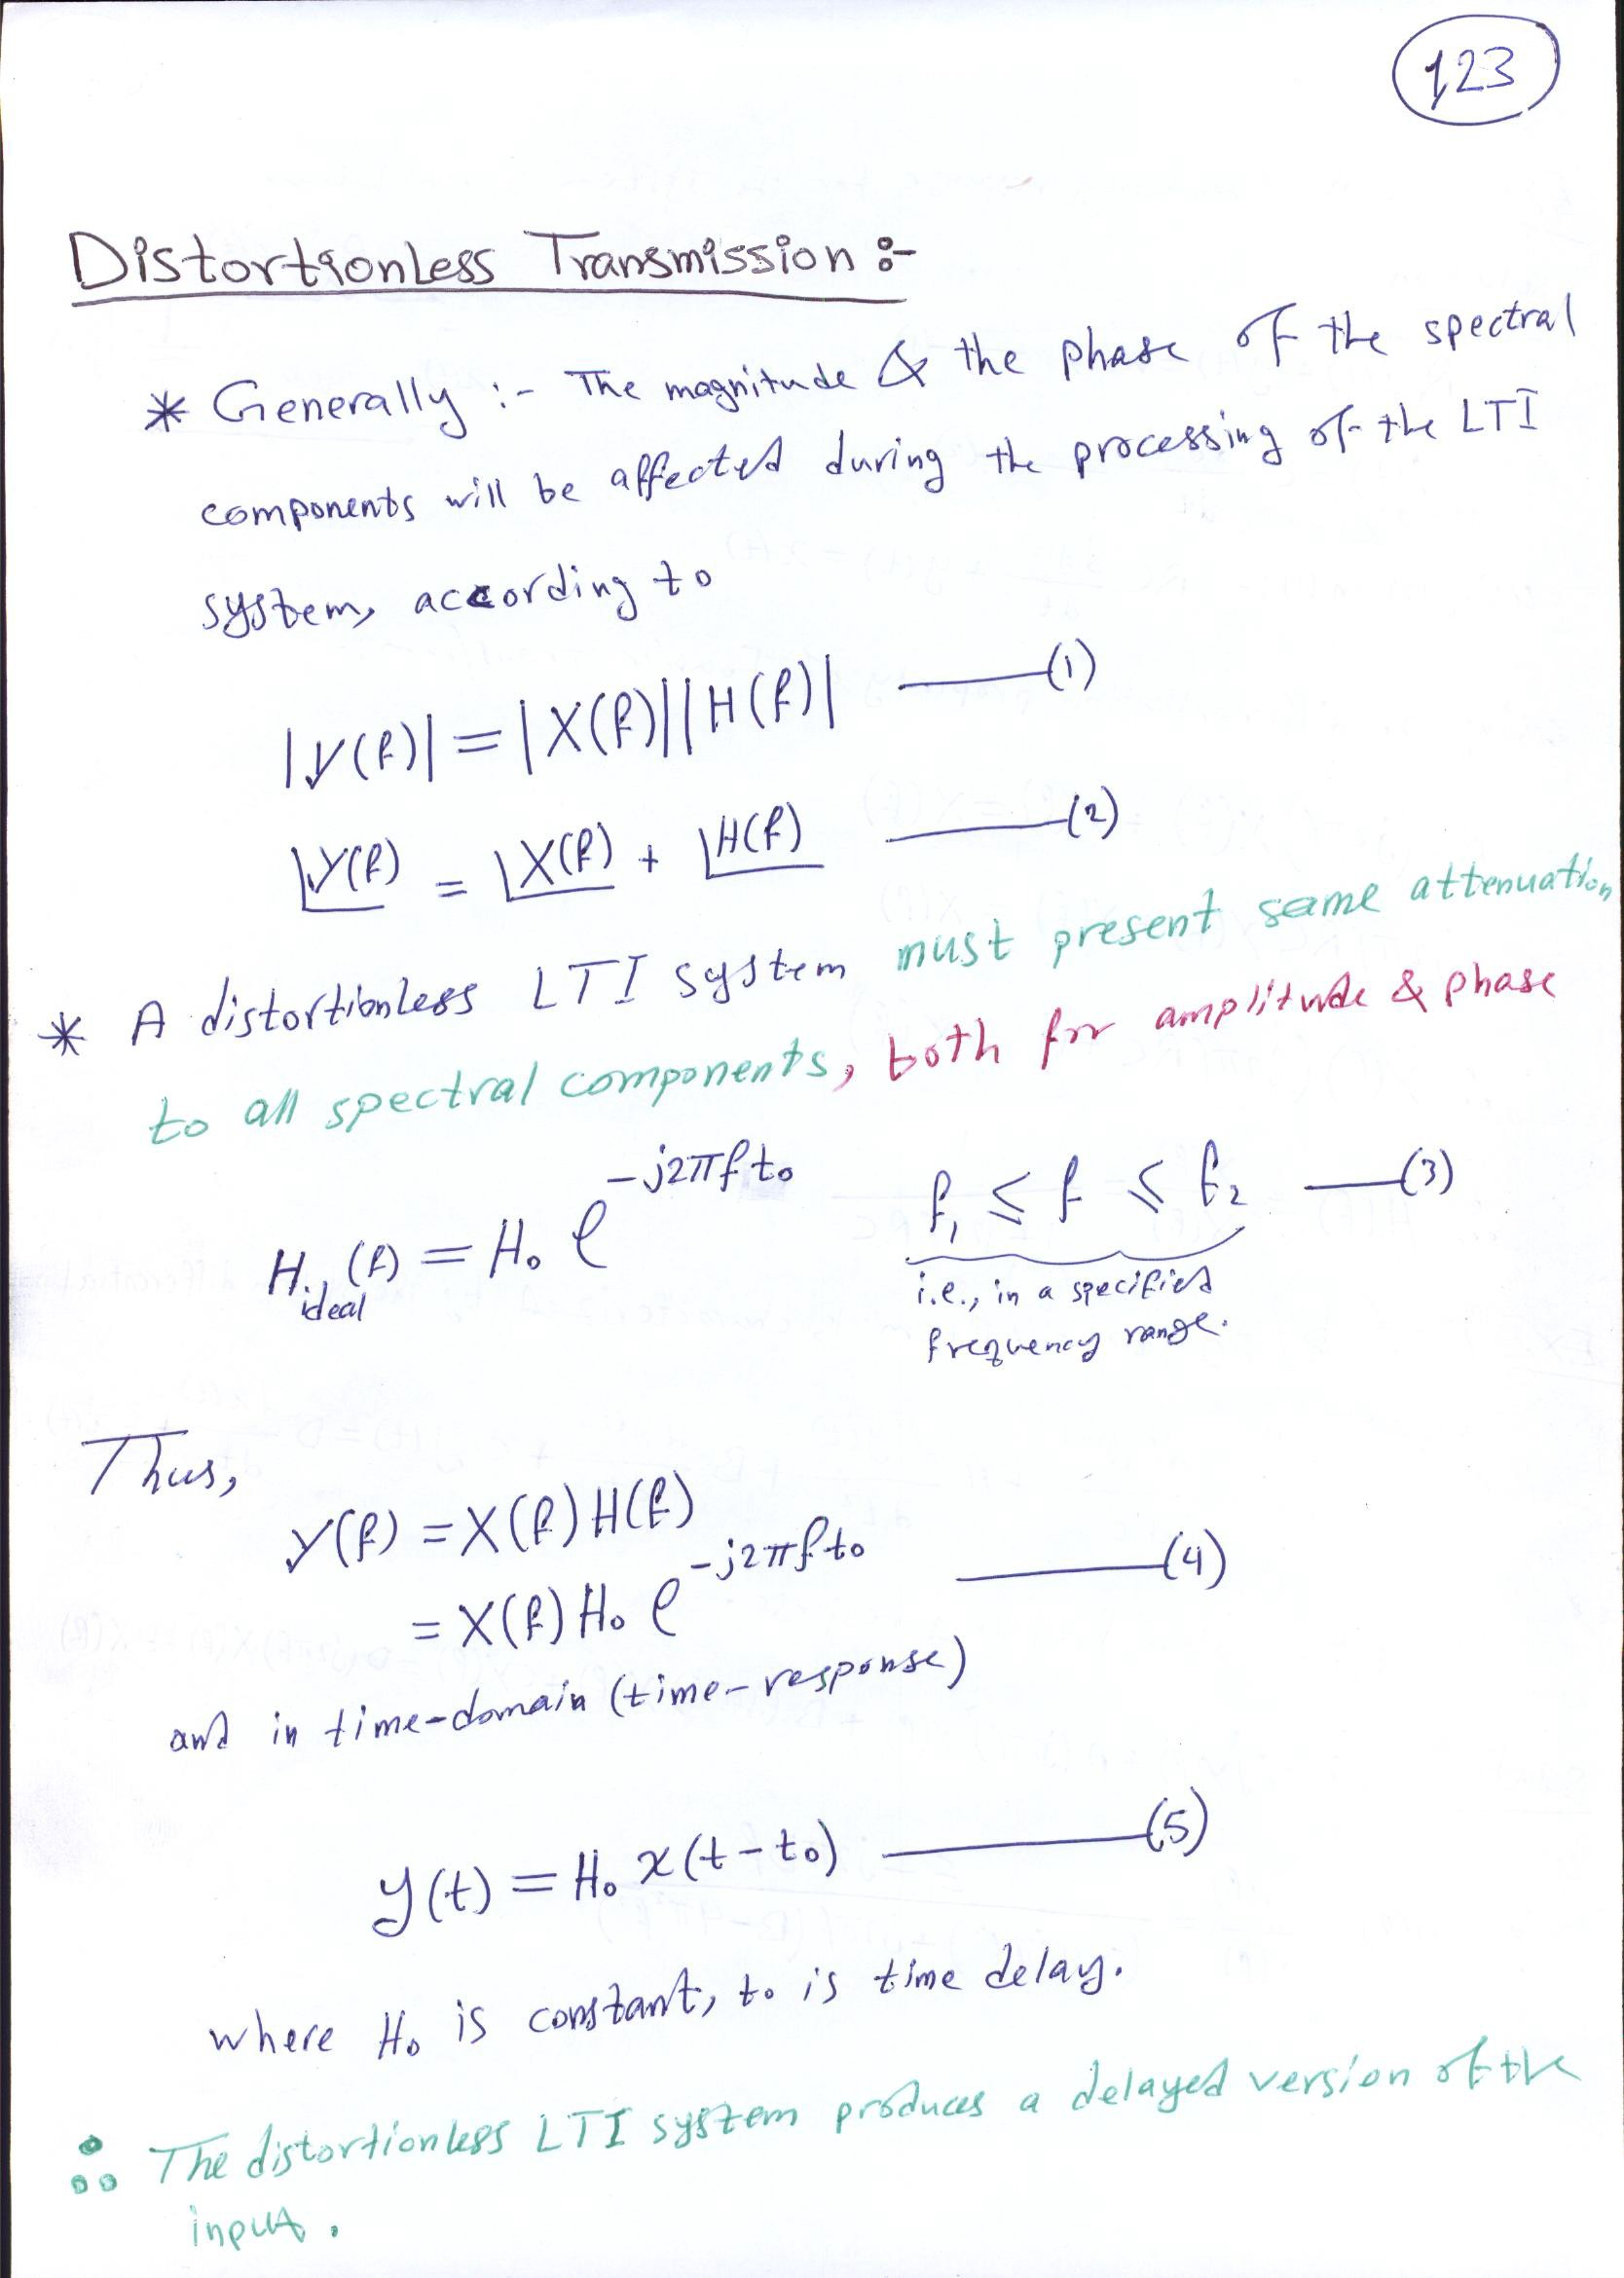 123
Distortionless Transmission :-
* Generally :- The magnitude & the phase of the spectral
components will be affected during the processing of the LTI
system, according to
|Y(f)| = |X(f)||H(f)| ——(1)
∠Y(f) = ∠X(f) + ∠H(f) ——(2)
* A distortionless LTI system must present same attenuation
to all spectral components, both for amplitude & phase
H_ideal(f) = H₀ e^{-j2πft₀} f₁ ≤ f ≤ f₂ ——(3)
i.e., in a specified
frequency range.
Thus,
Y(f) = X(f) H(f)
= X(f) H₀ e^{-j2πft₀} ——(4)
and in time-domain (time-response)
y(t) = H₀ x(t-t₀) ——(5)
where H₀ is constant, t₀ is time delay.
∴ The distortionless LTI system produces a delayed version of the
input.